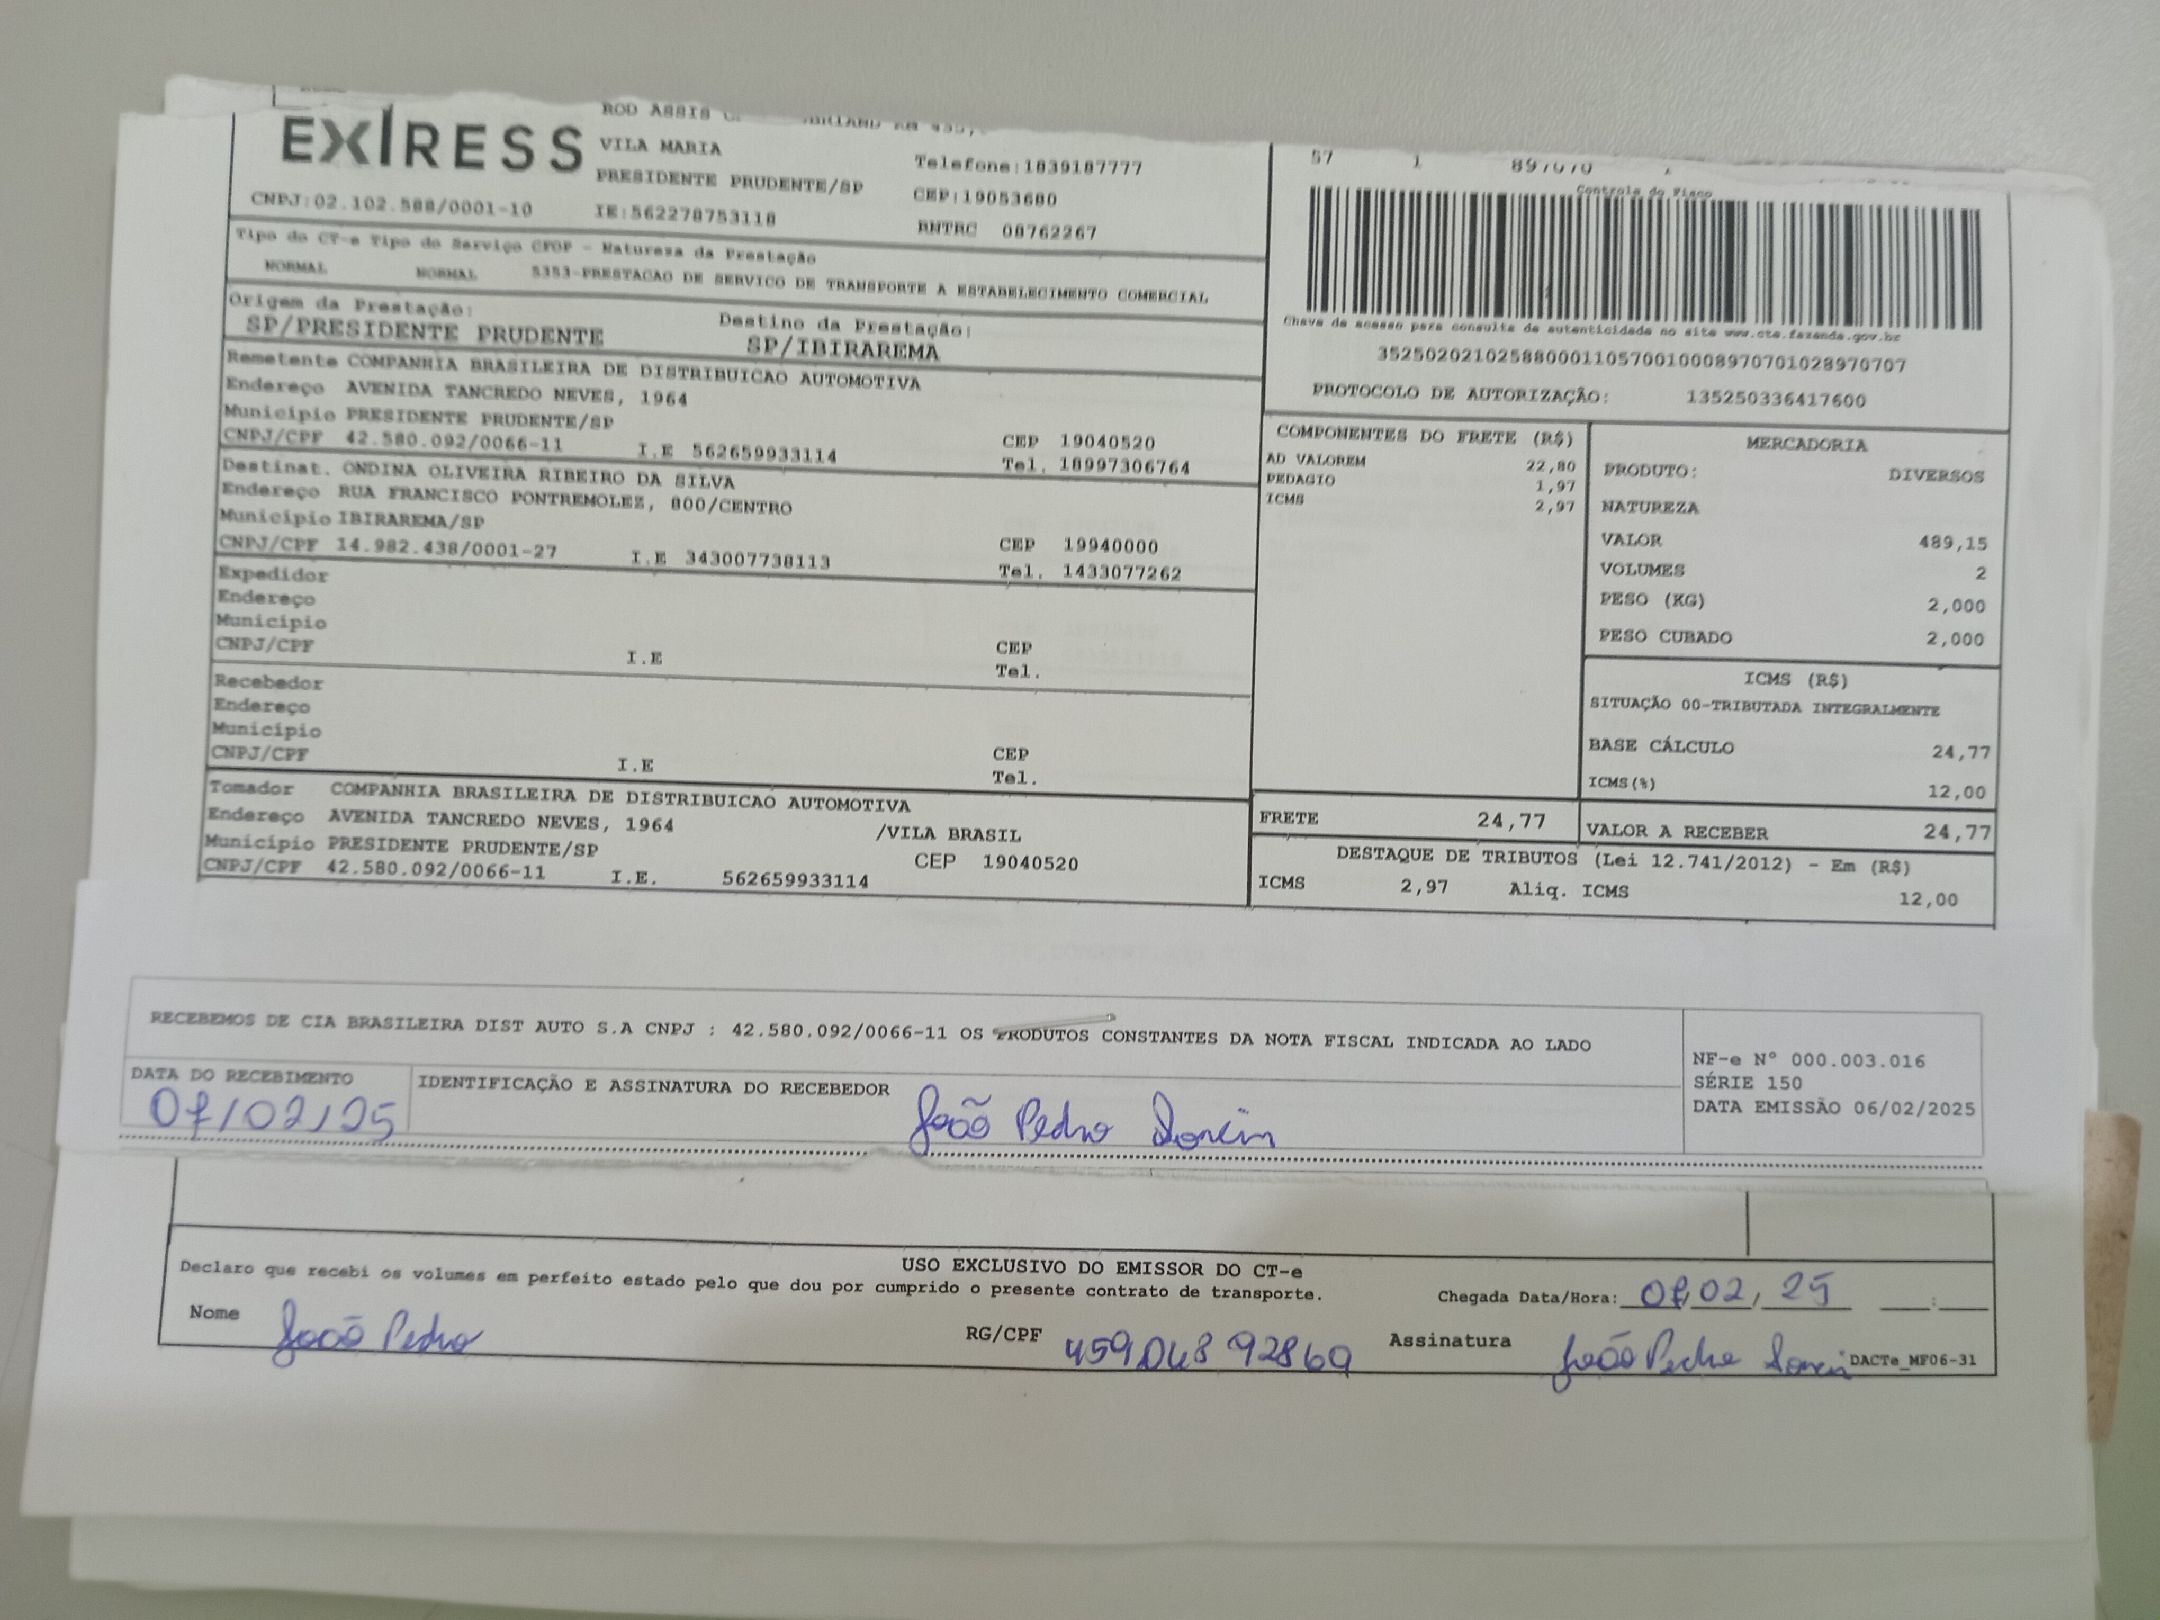 ROD ASSIS
EXIRESS
VILA MARIA
PRESIDENTE PRUDENTE/SP
Telefone:1839187777
CEP:19053680
CNPJ:02.102.588/0001-10
IE:562278753118
RNTRC 08762267
Tipo do CT-e Tipo do Serviço CFOP - Natureza da Prestação
NORMAL NORMAL 5353-PRESTACAO DE SERVICO DE TRANSPORTE A ESTABELECIMENTO COMERCIAL
Origem da Prestação: Destino da Prestação:
SP/PRESIDENTE PRUDENTE SP/IBIRAREMA
Remetente COMPANHIA BRASILEIRA DE DISTRIBUICAO AUTOMOTIVA
Endereço AVENIDA TANCREDO NEVES, 1964
Município PRESIDENTE PRUDENTE/SP CEP 19040520
CNPJ/CPF 42.580.092/0066-11 I.E 562659933114 Tel. 18997306764
Destinat. ONDINA OLIVEIRA RIBEIRO DA SILVA
Endereço RUA FRANCISCO PONTREMOLEZ, 800/CENTRO
Município IBIRAREMA/SP CEP 19940000
CNPJ/CPF 14.982.438/0001-27 I.E 343007738113 Tel. 1433077262
Expedidor
Endereço
Município CEP
CNPJ/CPF I.E Tel.
Recebedor
Endereço
Município CEP
CNPJ/CPF I.E Tel.
Tomador COMPANHIA BRASILEIRA DE DISTRIBUICAO AUTOMOTIVA
Endereço AVENIDA TANCREDO NEVES, 1964 /VILA BRASIL
Município PRESIDENTE PRUDENTE/SP CEP 19040520
CNPJ/CPF 42.580.092/0066-11 I.E. 562659933114
57 1
Controle do Fisco
Chave de acesso para consulta de autenticidade no site www.cte.fazenda.gov.br
35250202102588000110570010008970701028970707
PROTOCOLO DE AUTORIZAÇÃO: 135250336417600
COMPONENTES DO FRETE (R$)
AD VALOREM 22,80
PEDAGIO 1,97
ICMS 2,97
MERCADORIA
PRODUTO: DIVERSOS
NATUREZA
VALOR 489,15
VOLUMES 2
PESO (KG) 2,000
PESO CUBADO 2,000
ICMS (R$)
SITUAÇÃO 00-TRIBUTADA INTEGRALMENTE
BASE CÁLCULO 24,77
ICMS(%) 12,00
FRETE 24,77 VALOR A RECEBER 24,77
DESTAQUE DE TRIBUTOS (Lei 12.741/2012) - Em (R$)
ICMS 2,97 Aliq. ICMS 12,00
RECEBEMOS DE CIA BRASILEIRA DIST AUTO S.A CNPJ : 42.580.092/0066-11 OS PRODUTOS CONSTANTES DA NOTA FISCAL INDICADA AO LADO
DATA DO RECEBIMENTO IDENTIFICAÇÃO E ASSINATURA DO RECEBEDOR
07/02/25 João Pedro
NF-e Nº 000.003.016
SÉRIE 150
DATA EMISSÃO 06/02/2025
USO EXCLUSIVO DO EMISSOR DO CT-e
Declaro que recebi os volumes em perfeito estado pelo que dou por cumprido o presente contrato de transporte.
Chegada Data/Hora: 07/02/25 :
Nome João Pedro RG/CPF 45904392869 Assinatura João Pedro
DACTe_MF06-31